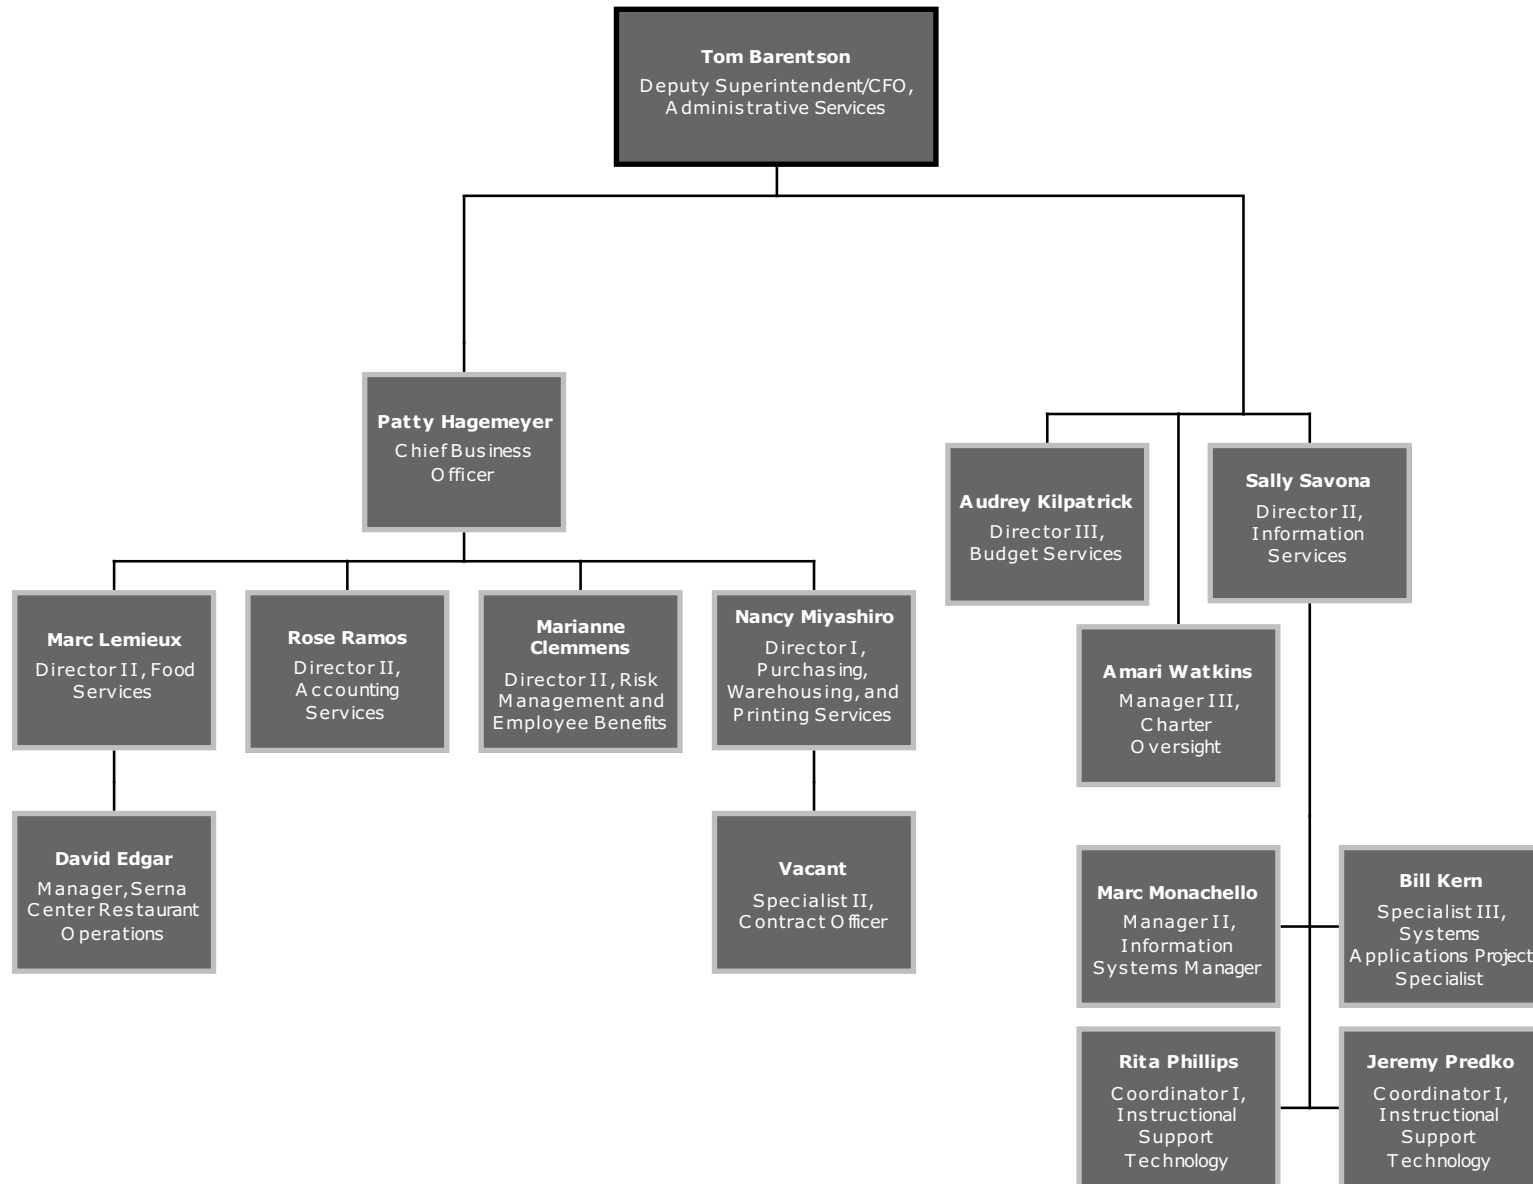 Tom Barentson
Deputy Superintendent/CFO,
Administrative Services
Patty Hagemeyer
Chief Business
Officer
Audrey Kilpatrick
Director III,
Budget Services
Sally Savona
Director II,
Information
Services
Marc Lemieux
Director II, Food
Services
Rose Ramos
Director II,
Accounting
Services
Marianne
Clemmens
Director II, Risk
Management and
Employee Benefits
Nancy Miyashiro
Director I,
Purchasing,
Warehousing, and
Printing Services
Amari Watkins
Manager III,
Charter
Oversight
David Edgar
Manager, Serna
Center Restaurant
Operations
Vacant
Specialist II,
Contract Officer
Marc Monachello
Manager II,
Information
Systems Manager
Bill Kern
Specialist III,
Systems
Applications Project
Specialist
Rita Phillips
Coordinator I,
Instructional
Support
Technology
Jeremy Predko
Coordinator I,
Instructional
Support
Technology